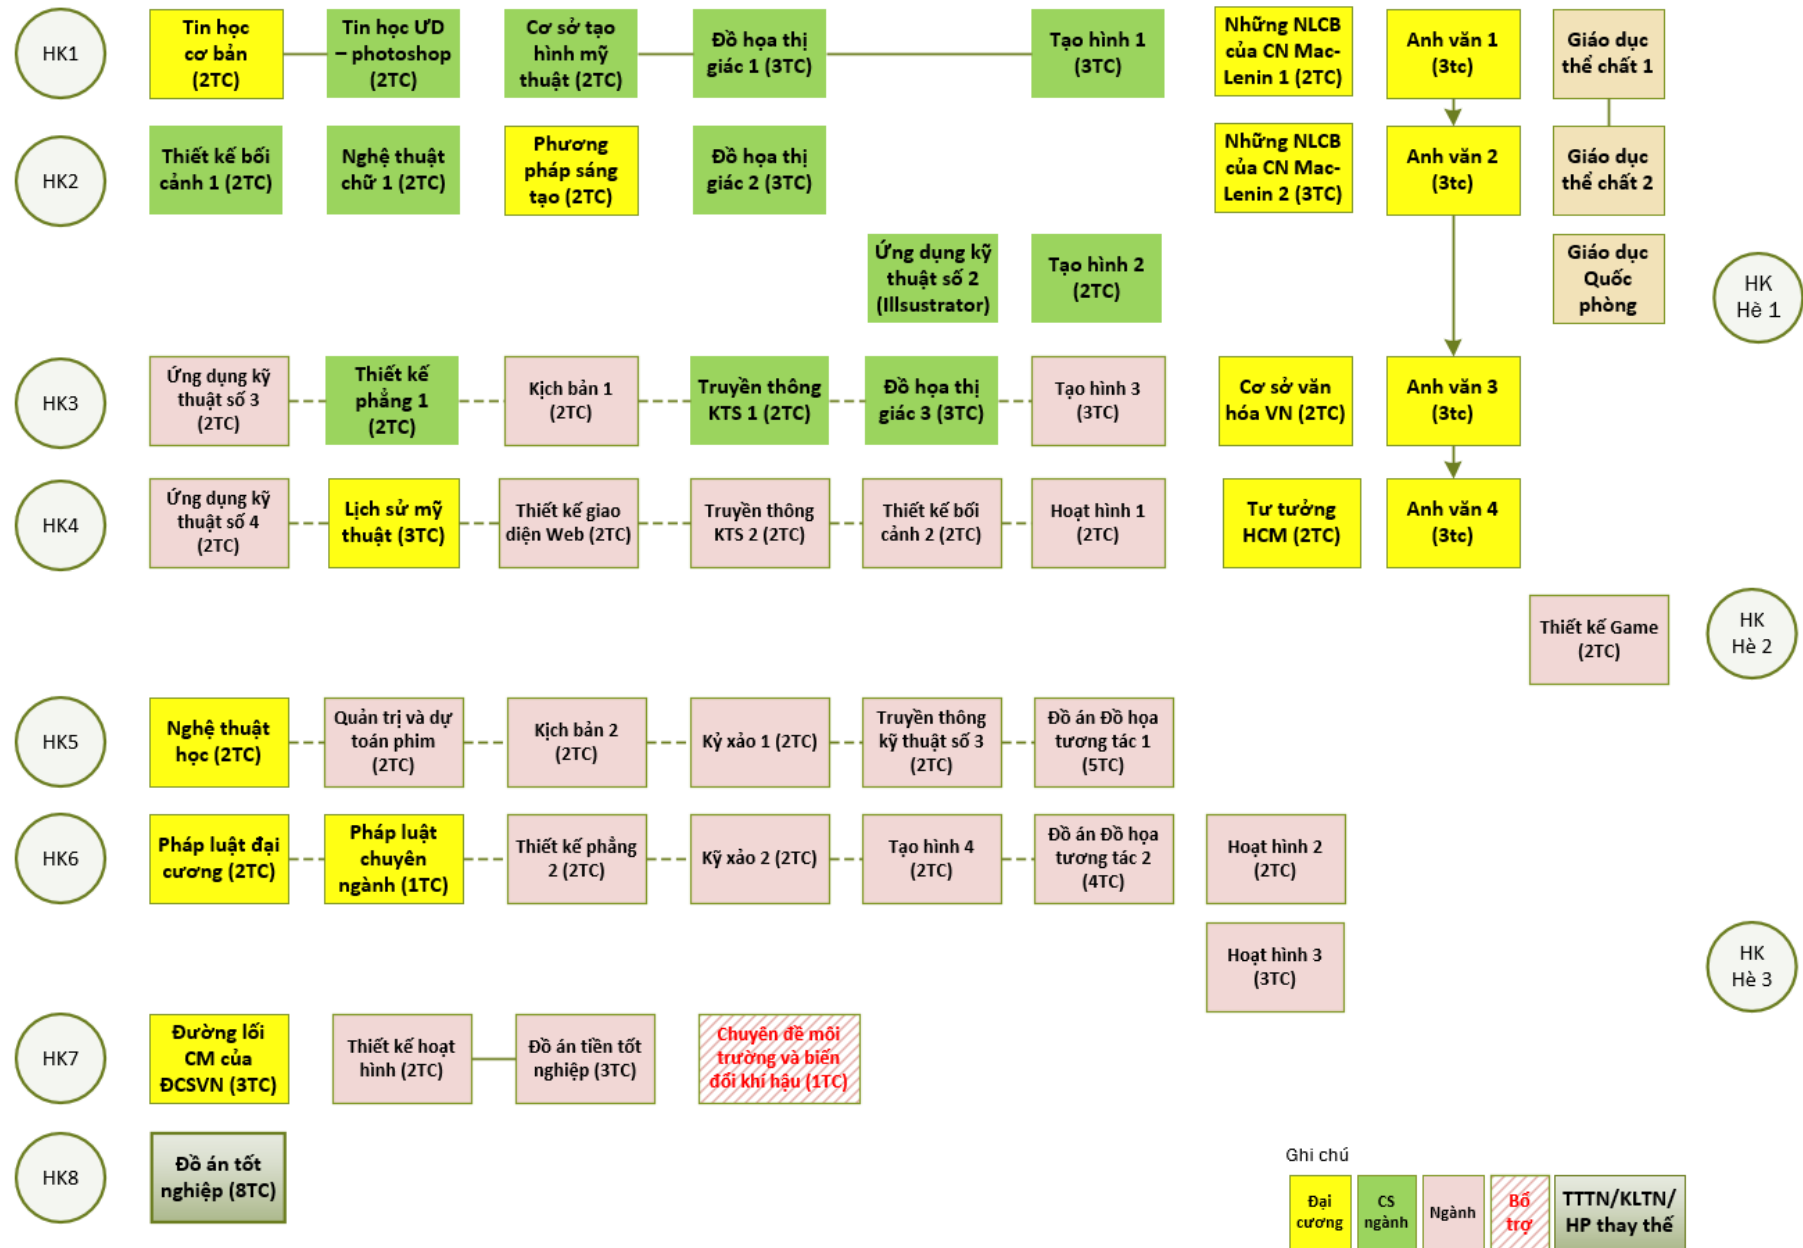 HK1
Tin học
cơ bản
(2TC)
Tin học ƯD
– photoshop
(2TC)
Cơ sở tạo
hình mỹ
thuật (2TC)
Đồ họa thị
giác 1 (3TC)
Tạo hình 1
(3TC)
Những NLCB
của CN Mac-
Lenin 1 (2TC)
Anh văn 1
(3tc)
Giáo dục
thể chất 1
HK2
Thiết kế bối
cảnh 1 (2TC)
Nghệ thuật
chữ 1 (2TC)
Phương
pháp sáng
tạo (2TC)
Đồ họa thị
giác 2 (3TC)
Những NLCB
của CN Mac-
Lenin 2 (3TC)
Anh văn 2
(3tc)
Giáo dục
thể chất 2
Ứng dụng kỹ
thuật số 2
(Illsustrator)
Tạo hình 2
(2TC)
Giáo dục
Quốc
phòng
HK
Hè 1
HK3
Ứng dụng kỹ
thuật số 3
(2TC)
Thiết kế
phẳng 1
(2TC)
Kịch bản 1
(2TC)
Truyền thông
KTS 1 (2TC)
Đồ họa thị
giác 3 (3TC)
Tạo hình 3
(3TC)
Cơ sở văn
hóa VN (2TC)
Anh văn 3
(3tc)
HK4
Ứng dụng kỹ
thuật số 4
(2TC)
Lịch sử mỹ
thuật (3TC)
Thiết kế giao
diện Web (2TC)
Truyền thông
KTS 2 (2TC)
Thiết kế bối
cảnh 2 (2TC)
Hoạt hình 1
(2TC)
Tư tưởng
HCM (2TC)
Anh văn 4
(3tc)
Thiết kế Game
(2TC)
HK
Hè 2
HK5
Nghệ thuật
học (2TC)
Quản trị và dự
toán phim
(2TC)
Kịch bản 2
(2TC)
Kỷ xảo 1 (2TC)
Truyền thông
kỹ thuật số 3
(2TC)
Đồ án Đồ họa
tương tác 1
(5TC)
HK6
Pháp luật đại
cương (2TC)
Pháp luật
chuyên
ngành (1TC)
Thiết kế phẳng
2 (2TC)
Kỹ xảo 2 (2TC)
Tạo hình 4
(2TC)
Đồ án Đồ họa
tương tác 2
(4TC)
Hoạt hình 2
(2TC)
Hoạt hình 3
(3TC)
HK
Hè 3
HK7
Đường lối
CM của
ĐCSVN (3TC)
Thiết kế hoạt
hình (2TC)
Đồ án tiền tốt
nghiệp (3TC)
Chuyên đề môi
trường và biến
đổi khí hậu (1TC)
HK8
Đồ án tốt
nghiệp (8TC)
Ghi chú
Đại
cương
CS
ngành
Ngành
Bổ
trợ
TTTN/KLTN/
HP thay thế